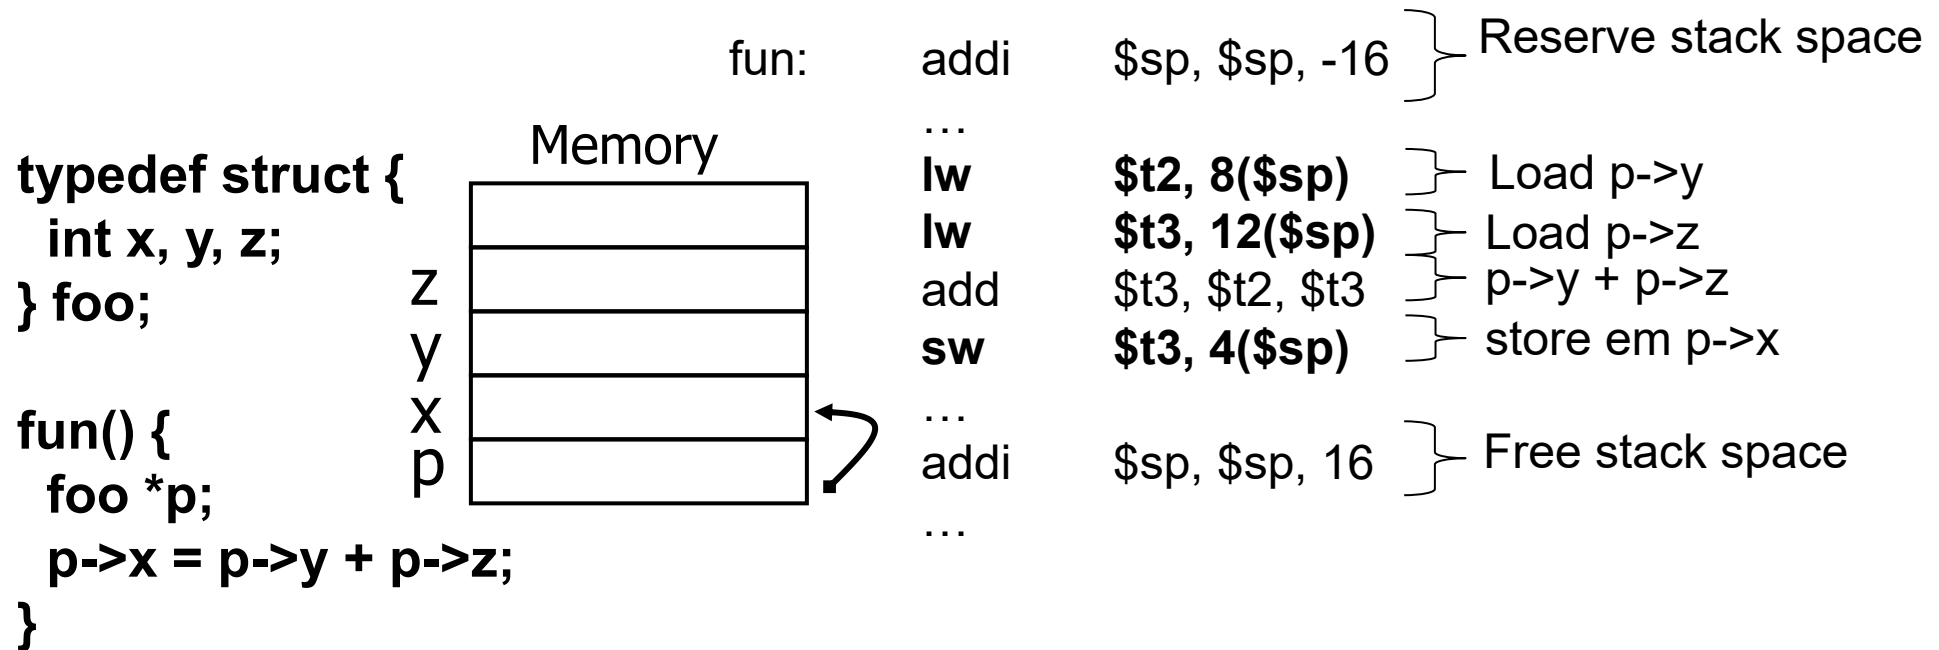 typedef struct {
int x, y, z;
} foo;
fun() {
foo *p;
p->x = p->y + p->z;
}
Memory
z
y
x
p
fun: addi $sp, $sp, -16 Reserve stack space
…
lw $t2, 8($sp) Load p->y
lw $t3, 12($sp) Load p->z
add $t3, $t2, $t3 p->y + p->z
sw $t3, 4($sp) store em p->x
…
addi $sp, $sp, 16 Free stack space
…